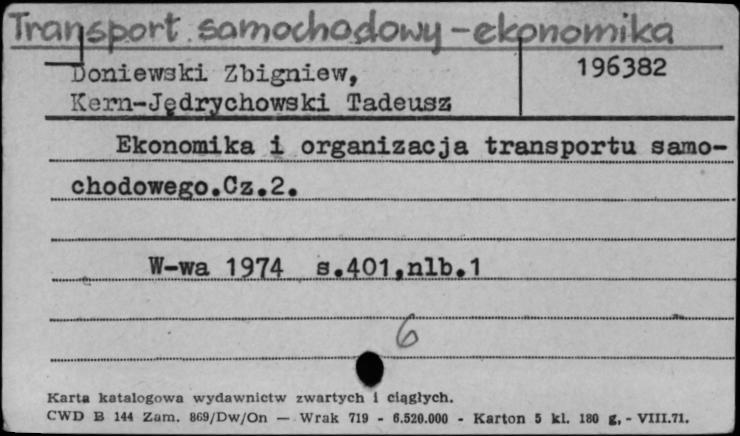 Transport samochodowy - ekonomika
Doniewski Zbigniew,
196382
Kern-Jędrychowski Tadeusz
Ekonomika i organizacja transportu samo-
chodowego.Cz.2.
W-wa 1974 s.401,nlb.1
6
Karta katalogowa wydawnictw zwartych i ciągłych.
CWD B 144 Zam. 869/Dw/On — Wrak 719 - 6.520.000 - Karton 5 kl. 180 g. - VIII.71.